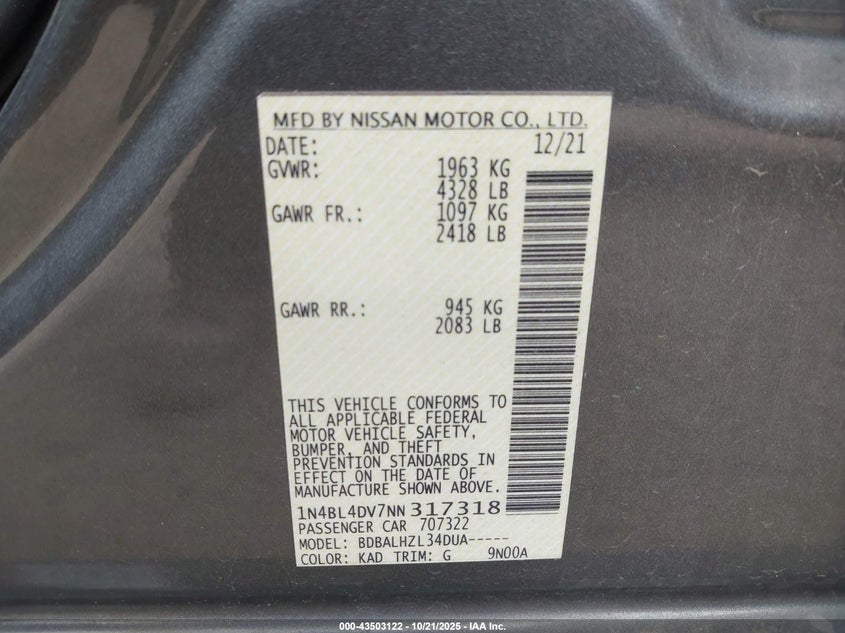 MFD BY NISSAN MOTOR CO., LTD.
DATE: 12/21
GVWR: 1963 KG
4328 LB
GAWR FR.: 1097 KG
2418 LB
GAWR RR.: 945 KG
2083 LB
THIS VEHICLE CONFORMS TO
ALL APPLICABLE FEDERAL
MOTOR VEHICLE SAFETY,
BUMPER, AND THEFT
PREVENTION STANDARDS IN
EFFECT ON THE DATE OF
MANUFACTURE SHOWN ABOVE.
1N4BL4DV7NN317318
PASSENGER CAR 707322
MODEL: BDBALHZL34DUA-----
COLOR: KAD TRIM: G 9N00A
000-43503122 - 10/21/2025 - IAA Inc.